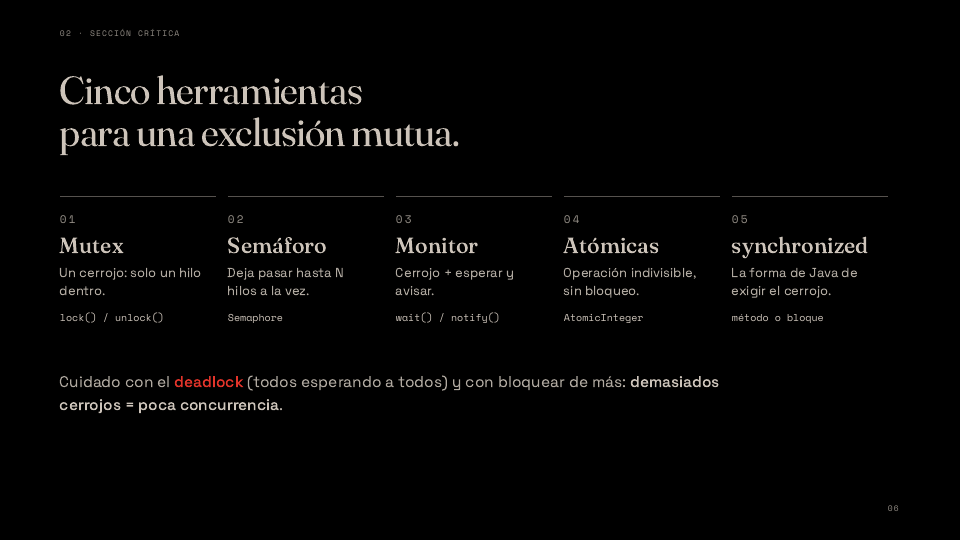 02 · SECCIÓN CRÍTICA
Cinco herramientas
para una exclusión mutua.
01
Mutex
Un cerrojo: solo un hilo
dentro.
lock() / unlock()
02
Semáforo
Deja pasar hasta N
hilos a la vez.
Semaphore
03
Monitor
Cerrojo + esperar y
avisar.
wait() / notify()
04
Atómicas
Operación indivisible,
sin bloqueo.
AtomicInteger
05
synchronized
La forma de Java de
exigir el cerrojo.
método o bloque
Cuidado con el deadlock (todos esperando a todos) y con bloquear de más: demasiados
cerrojos = poca concurrencia.
06